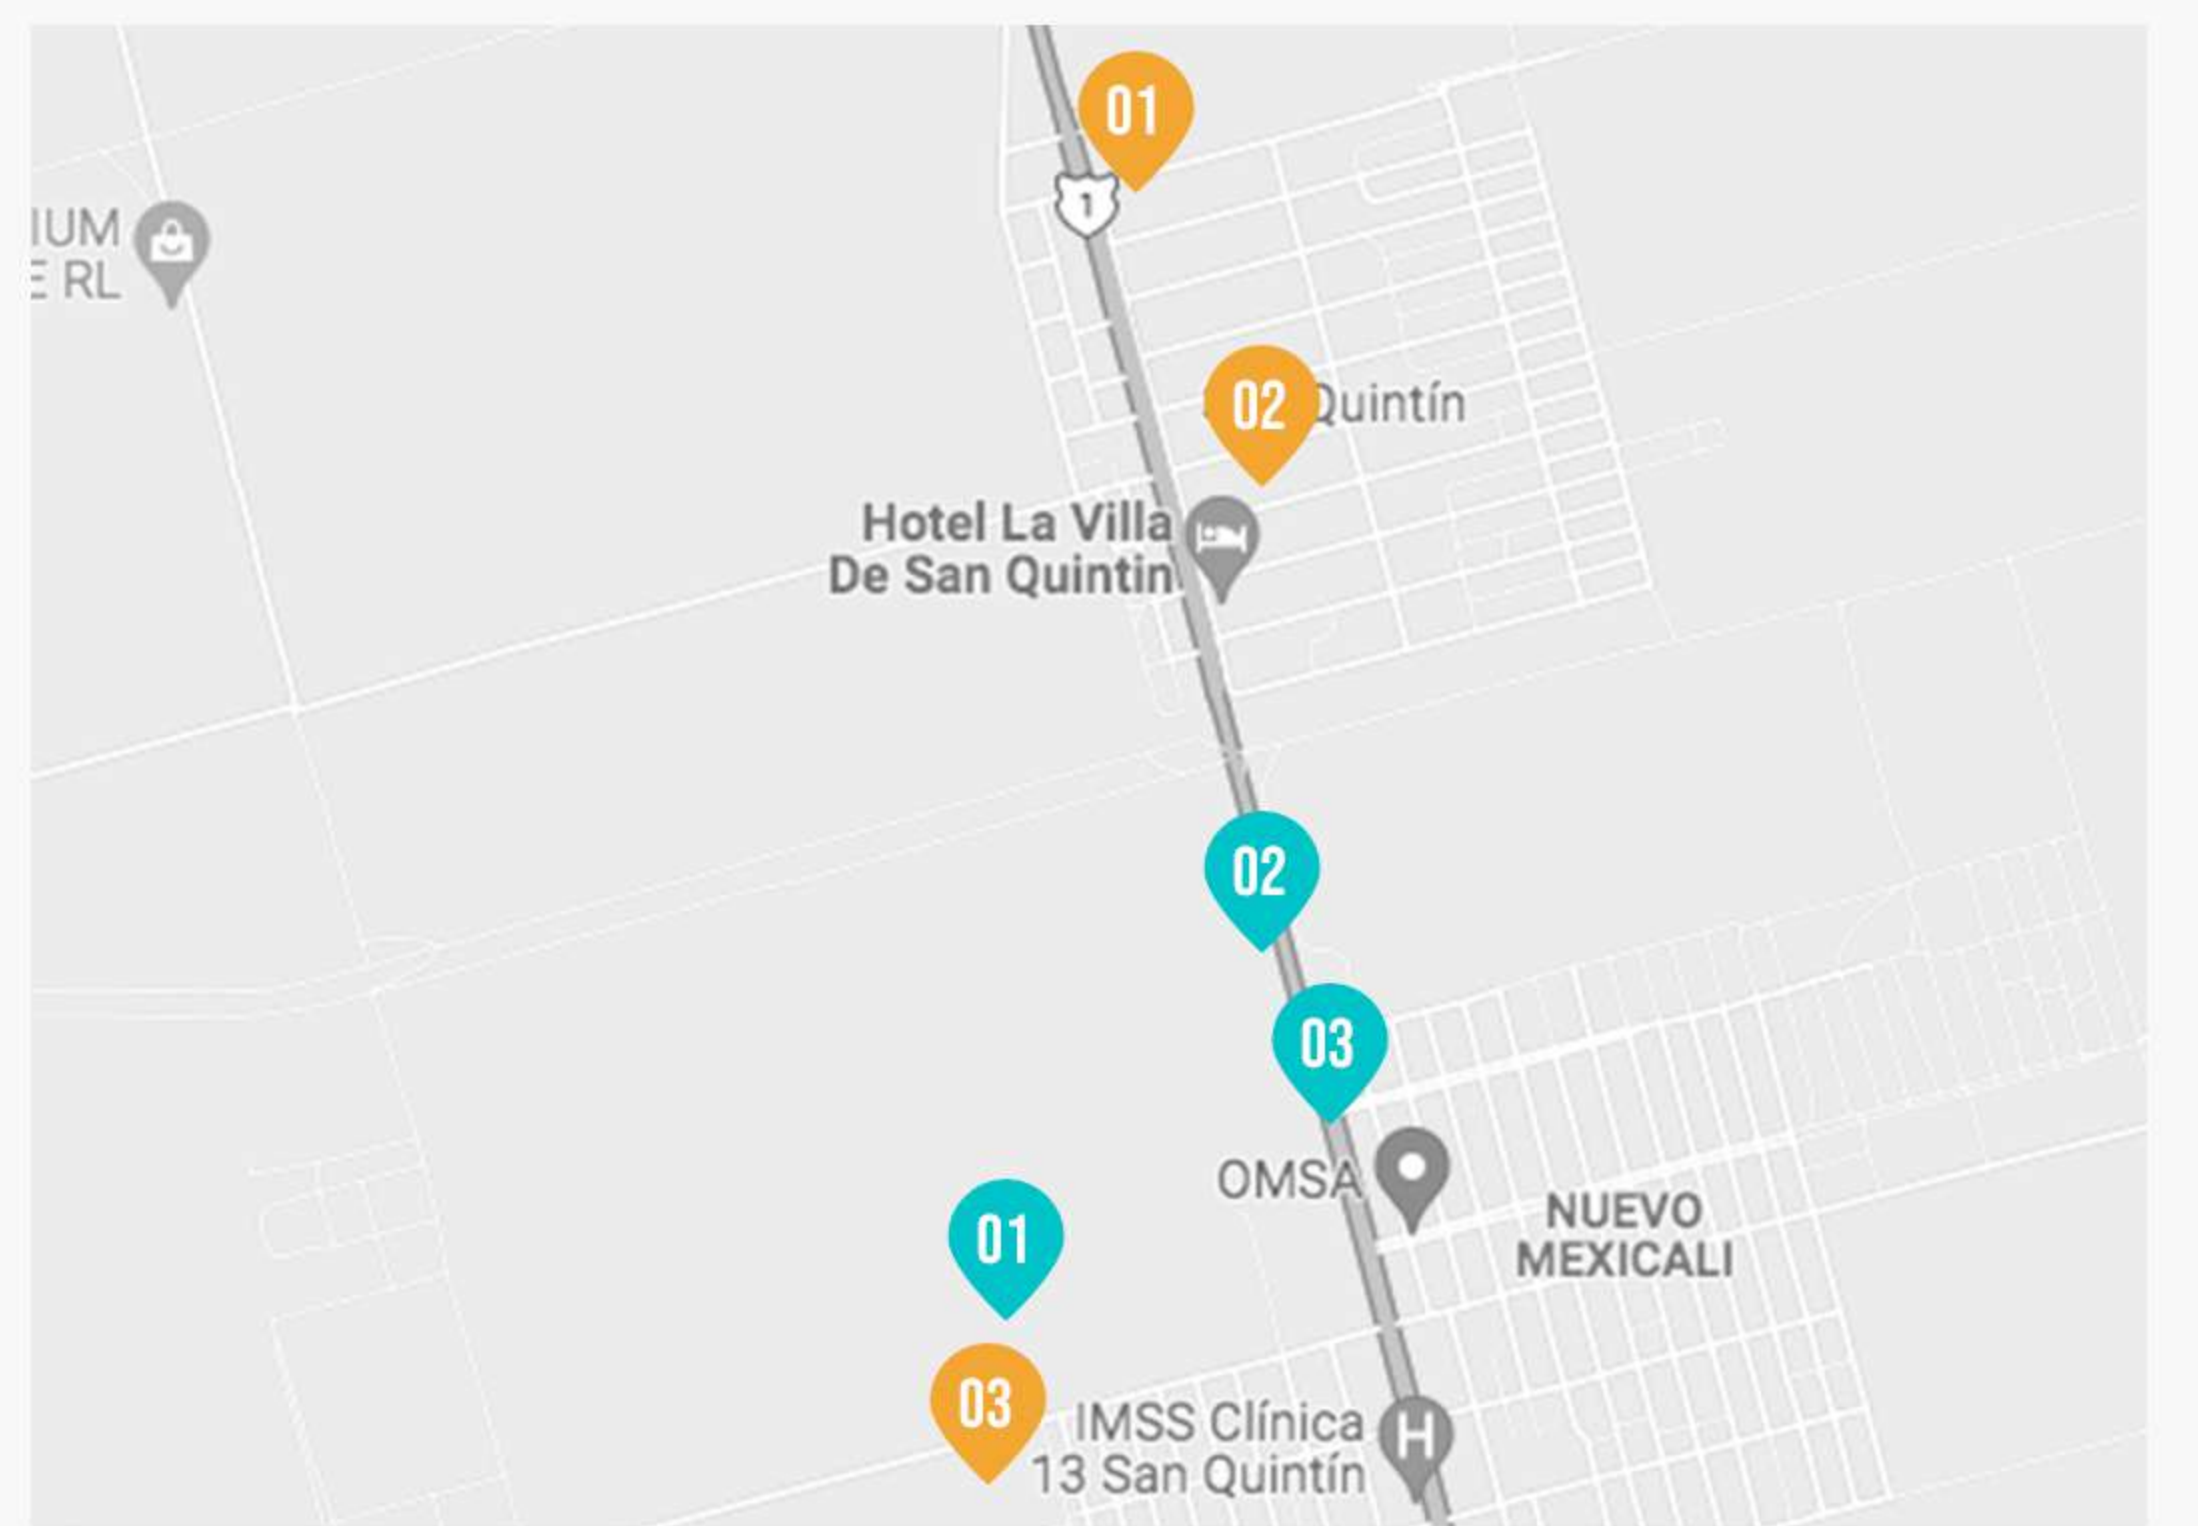 01
1
IUM
E RL
02
Quintín
Hotel La Villa
De San Quintin
02
03
OMSA
01
NUEVO
MEXICALI
03
IMSS Clínica
13 San Quintín
H